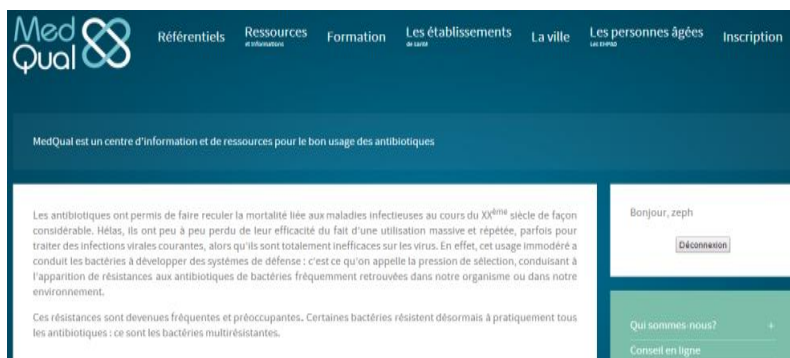 Med Qual
Référentiels
Ressources
et informations
Formation
Les établissements
de santé
La ville
Les personnes âgées
Les EHPAD
Inscription
MedQual est un centre d'information et de ressources pour le bon usage des antibiotiques
Les antibiotiques ont permis de faire reculer la mortalité liée aux maladies infectieuses au cours du XXème siècle de façon
considérable. Hélas, ils ont peu à peu perdu de leur efficacité du fait d'une utilisation massive et répétée, parfois pour
traiter des infections virales courantes, alors qu'ils sont totalement inefficaces sur les virus. En effet, cet usage immodéré a
conduit les bactéries à développer des systèmes de défense : c'est ce qu'on appelle la pression de sélection, conduisant à
l'apparition de résistances aux antibiotiques de bactéries fréquemment retrouvées dans notre organisme ou dans notre
environnement.
Ces résistances sont devenues fréquentes et préoccupantes. Certaines bactéries résistent désormais à pratiquement tous
les antibiotiques : ce sont les bactéries multirésistantes.
Bonjour, zeph
Déconnexion
Qui sommes-nous? +
Conseil en ligne